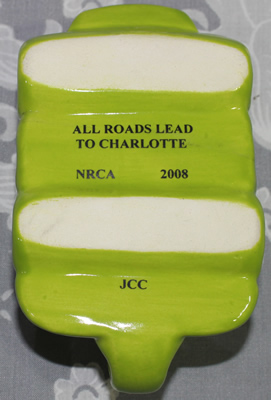 ALL ROADS LEAD
TO CHARLOTTE
NRCA 2008
JCC